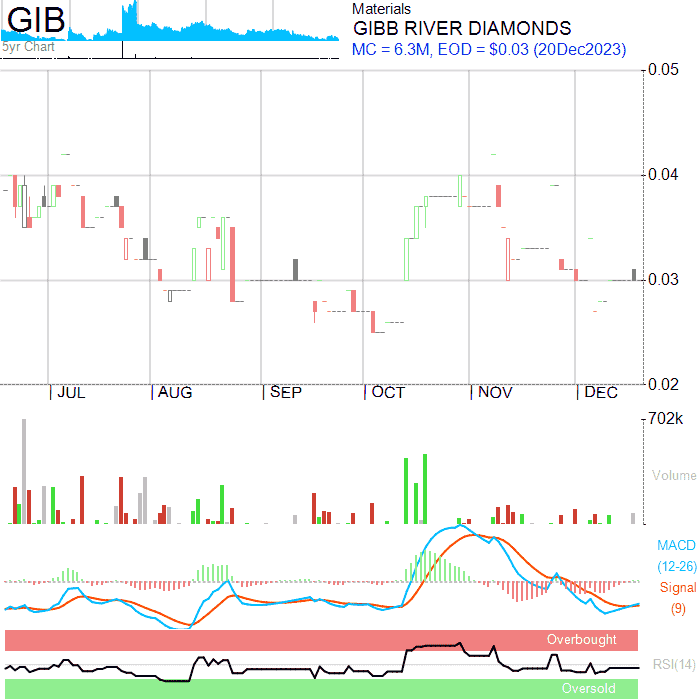 GIB
5yr Chart
Materials
GIBB RIVER DIAMONDS
MC = 6.3M, EOD = $0.03 (20Dec2023)
0.05
0.04
0.03
0.02
JUL AUG SEP OCT NOV DEC
702k
Volume
MACD
(12-26)
Signal
(9)
Overbought
RSI(14)
Oversold